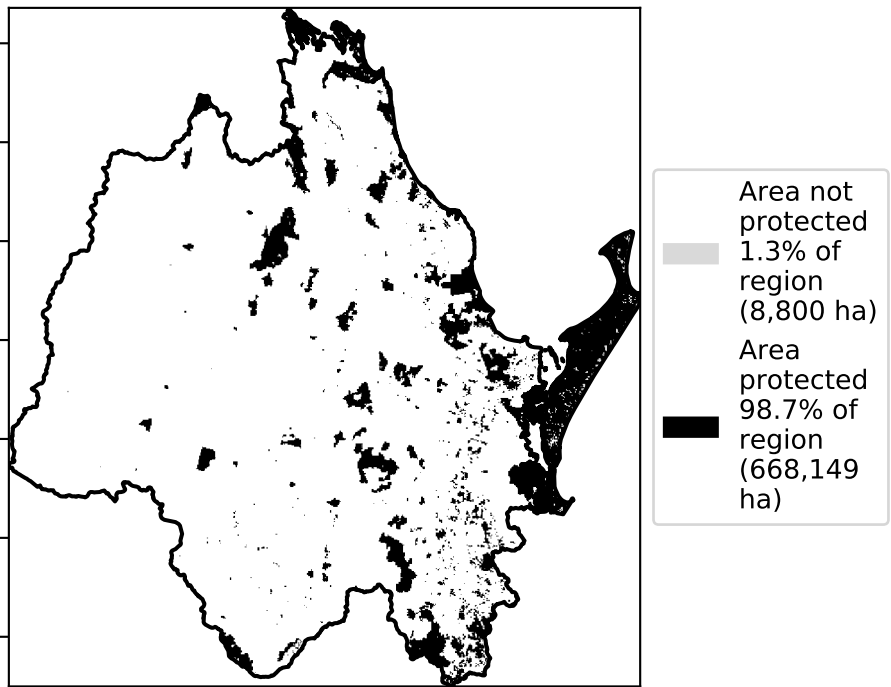 Area not
protected
1.3% of
region
(8,800 ha)
Area
protected
98.7% of
region
(668,149
ha)